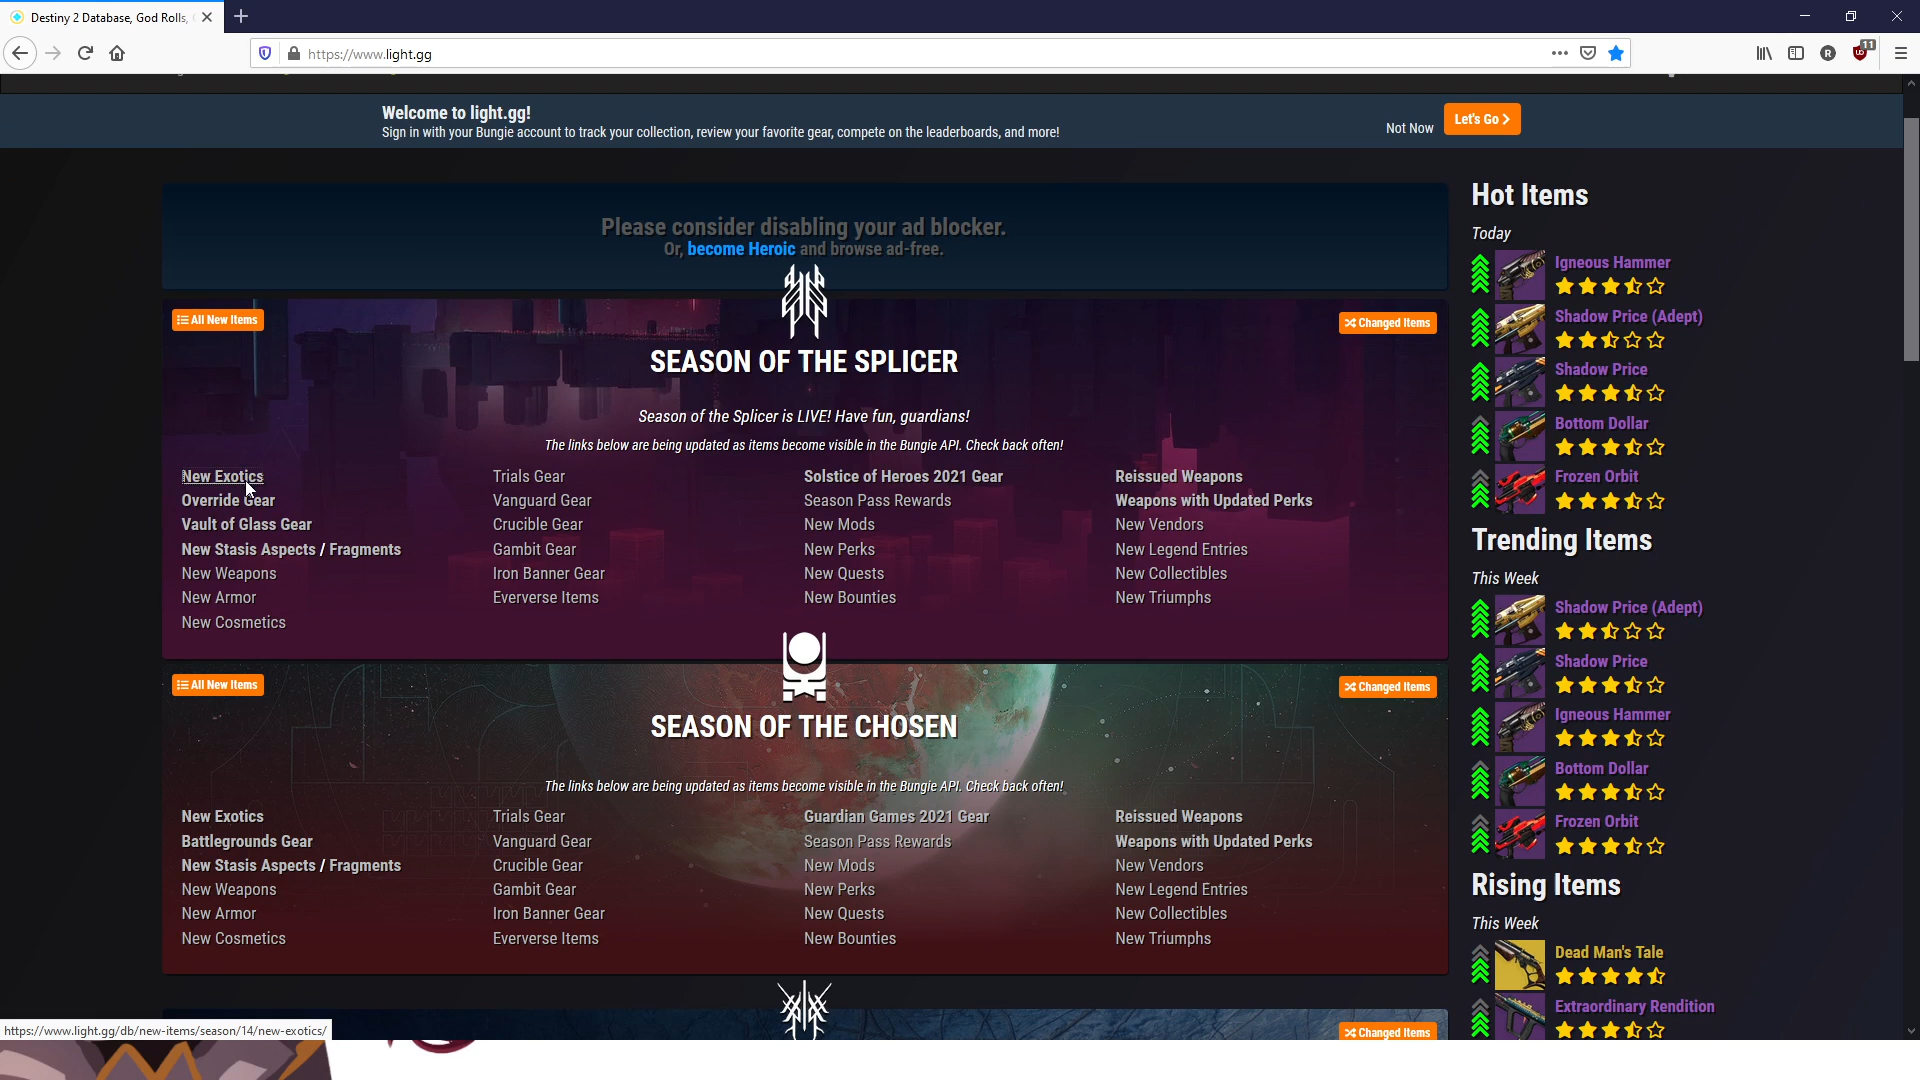 Destiny 2 Database, God Rolls,
https://www.light.gg
R
11
Welcome to light.gg!
Sign in with your Bungie account to track your collection, review your favorite gear, compete on the leaderboards, and more!
Not Now
Let's Go
Please consider disabling your ad blocker.
Or, become Heroic and browse ad-free.
All New Items
Changed Items
SEASON OF THE SPLICER
Season of the Splicer is LIVE! Have fun, guardians!
The links below are being updated as items become visible in the Bungie API. Check back often!
New Exotics
Override Gear
Vault of Glass Gear
New Stasis Aspects / Fragments
New Weapons
New Armor
New Cosmetics
Trials Gear
Vanguard Gear
Crucible Gear
Gambit Gear
Iron Banner Gear
Eververse Items
Solstice of Heroes 2021 Gear
Season Pass Rewards
New Mods
New Perks
New Quests
New Bounties
Reissued Weapons
Weapons with Updated Perks
New Vendors
New Legend Entries
New Collectibles
New Triumphs
All New Items
Changed Items
SEASON OF THE CHOSEN
The links below are being updated as items become visible in the Bungie API. Check back often!
New Exotics
Battlegrounds Gear
New Stasis Aspects / Fragments
New Weapons
New Armor
New Cosmetics
Trials Gear
Vanguard Gear
Crucible Gear
Gambit Gear
Iron Banner Gear
Eververse Items
Guardian Games 2021 Gear
Season Pass Rewards
New Mods
New Perks
New Quests
New Bounties
Reissued Weapons
Weapons with Updated Perks
New Vendors
New Legend Entries
New Collectibles
New Triumphs
Changed Items
Hot Items
Today
Igneous Hammer
Shadow Price (Adept)
Shadow Price
Bottom Dollar
Frozen Orbit
Trending Items
This Week
Shadow Price (Adept)
Shadow Price
Igneous Hammer
Bottom Dollar
Frozen Orbit
Rising Items
This Week
Dead Man's Tale
Extraordinary Rendition
https://www.light.gg/db/new-items/season/14/new-exotics/